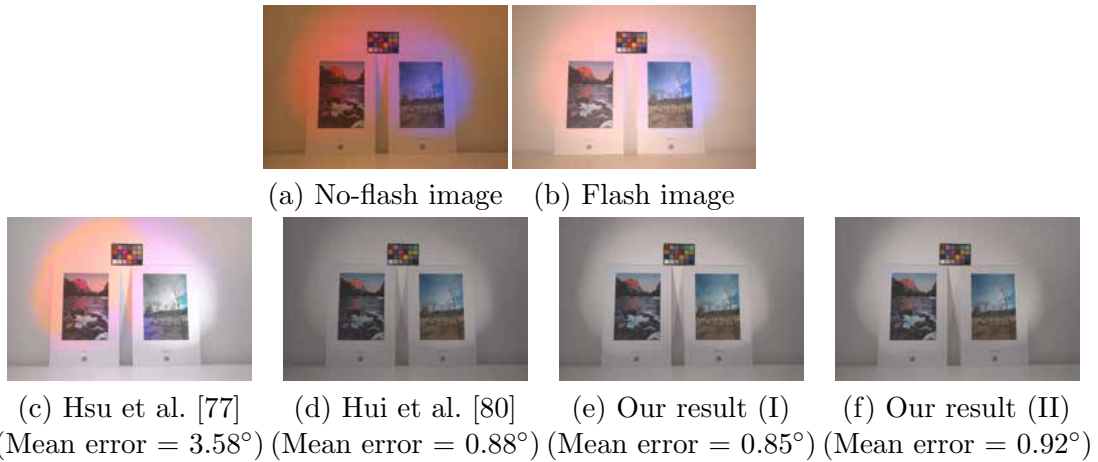 (a) No-flash image (b) Flash image
(c) Hsu et al. [77] (d) Hui et al. [80] (e) Our result (I) (f) Our result (II)
(Mean error = 3.58°) (Mean error = 0.88°) (Mean error = 0.85°) (Mean error = 0.92°)